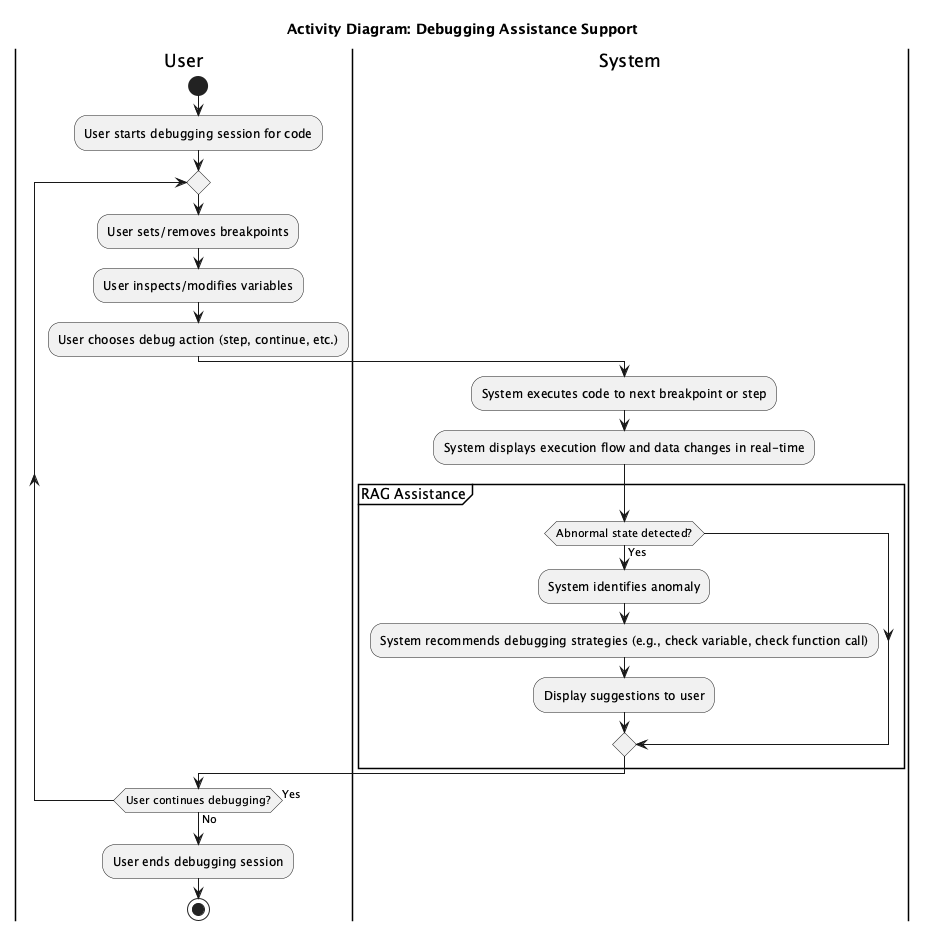 Activity Diagram: Debugging Assistance Support
User
System
User starts debugging session for code
User sets/removes breakpoints
User inspects/modifies variables
User chooses debug action (step, continue, etc.)
System executes code to next breakpoint or step
System displays execution flow and data changes in real-time
RAG Assistance
Abnormal state detected?
Yes
System identifies anomaly
System recommends debugging strategies (e.g., check variable, check function call)
Display suggestions to user
User continues debugging?
Yes
No
User ends debugging session